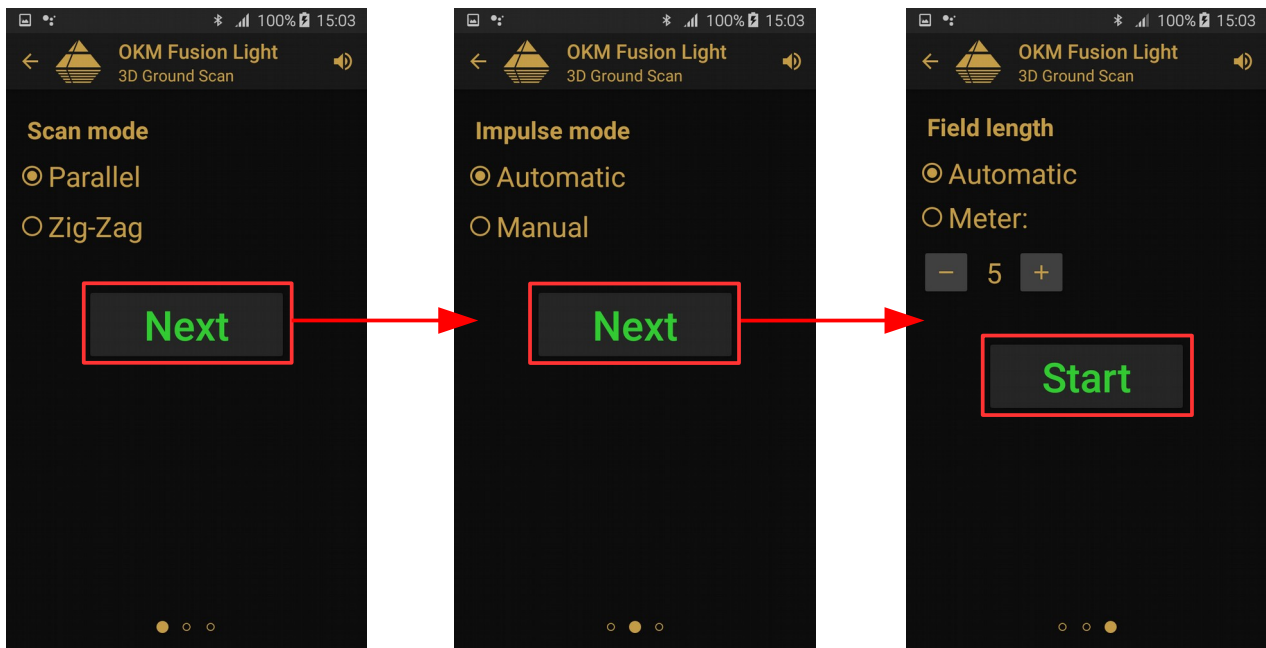 100% 15:03
OKM Fusion Light
3D Ground Scan
Scan mode
Parallel
Zig-Zag
Next
100% 15:03
OKM Fusion Light
3D Ground Scan
Impulse mode
Automatic
Manual
Next
100% 15:03
OKM Fusion Light
3D Ground Scan
Field length
Automatic
Meter:
− 5 +
Start